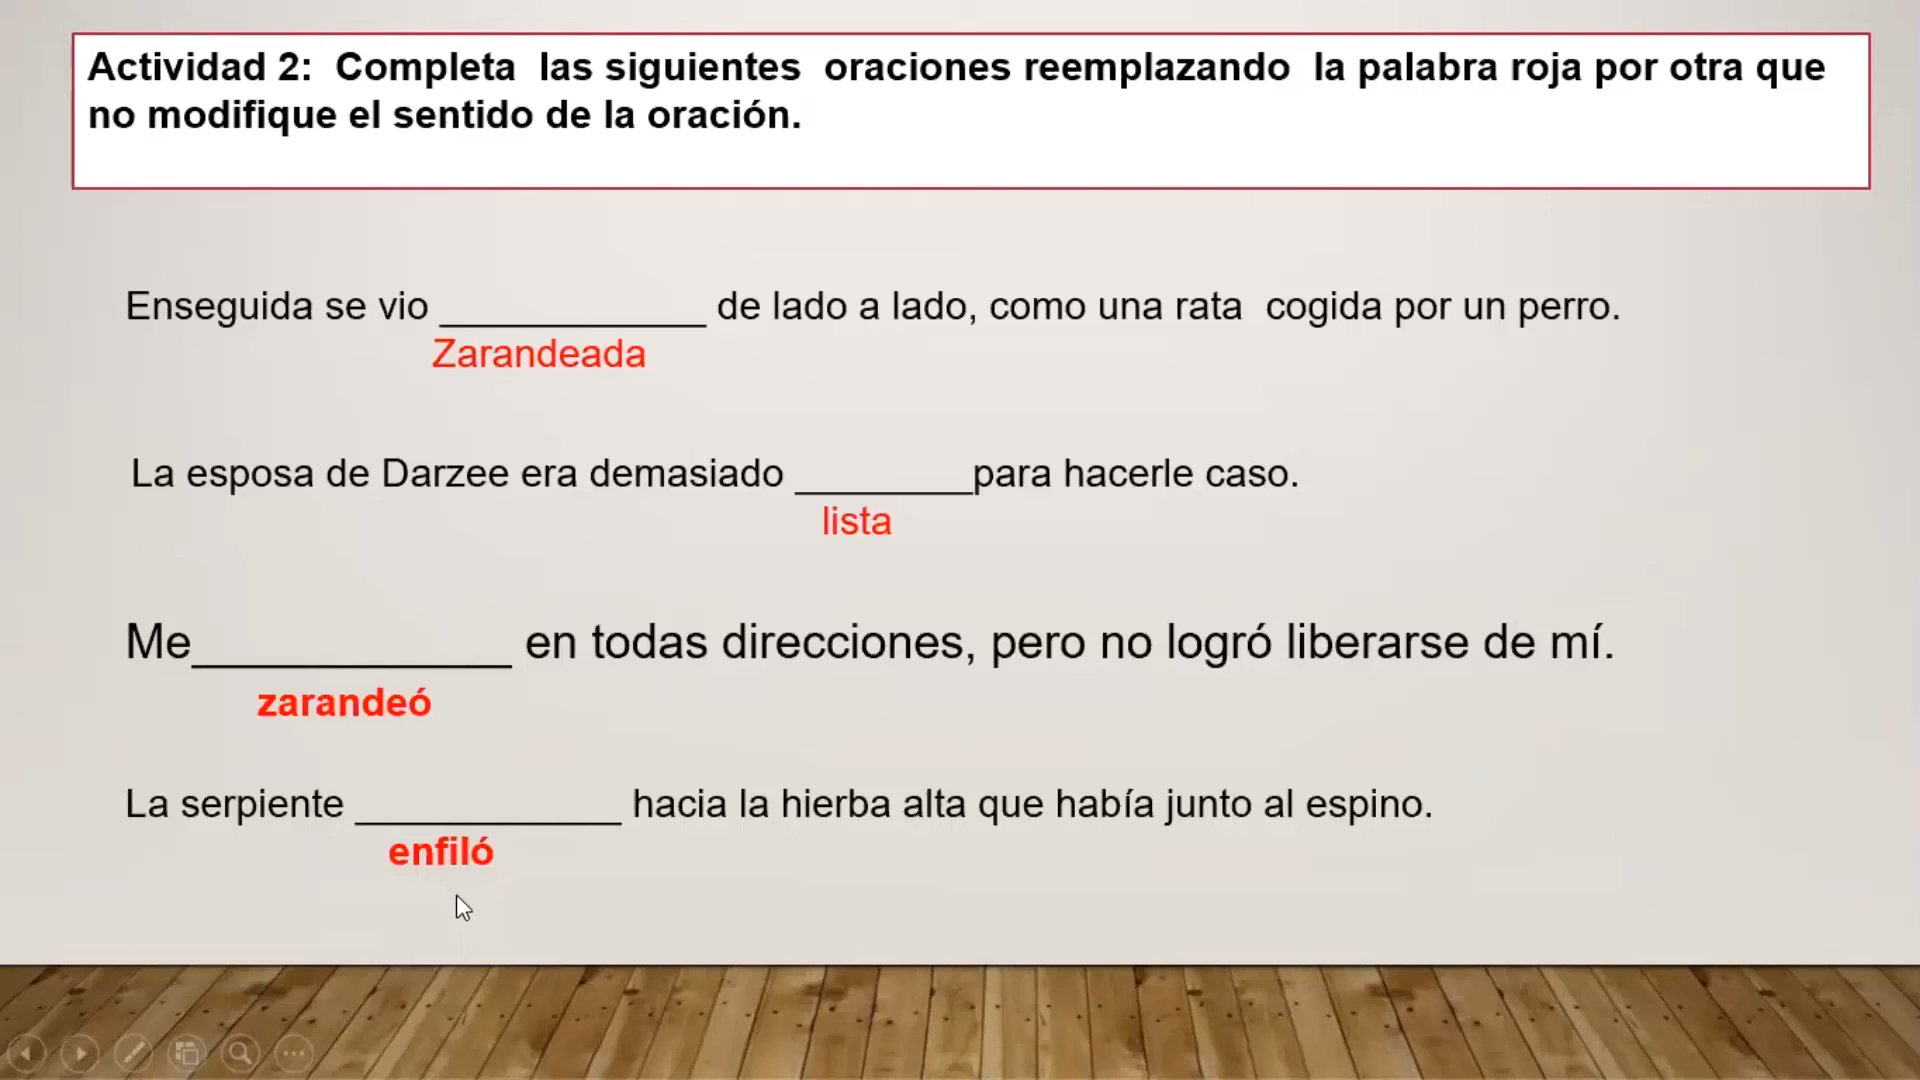 Actividad 2: Completa las siguientes oraciones reemplazando la palabra roja por otra que
no modifique el sentido de la oración.
Enseguida se vio ____________ de lado a lado, como una rata cogida por un perro.
Zarandeada
La esposa de Darzee era demasiado ________para hacerle caso.
lista
Me____________ en todas direcciones, pero no logró liberarse de mí.
zarandeó
La serpiente ____________ hacia la hierba alta que había junto al espino.
enfiló